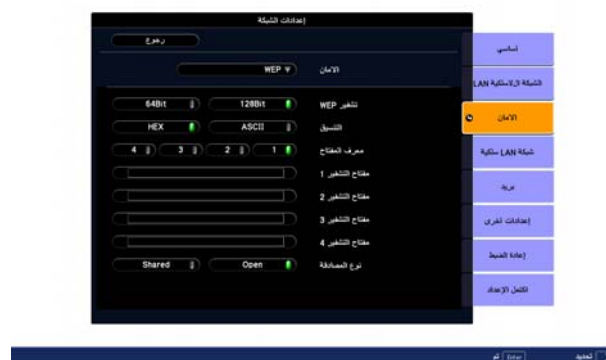 إعدادات الشبكة
رجوع
الأمان WEP
تشفير WEP 128Bit 64Bit
التنسيق ASCII HEX
معرف المفتاح 1 2 3 4
مفتاح التشفير 1
مفتاح التشفير 2
مفتاح التشفير 3
مفتاح التشفير 4
نوع المصادقة Open Shared
أساسي
الشبكة اللاسلكية LAN
الأمان
شبكة LAN سلكية
بريد
إعدادات أخرى
إعادة الضبط
اكتمل الإعداد
تحديد [Enter] تم